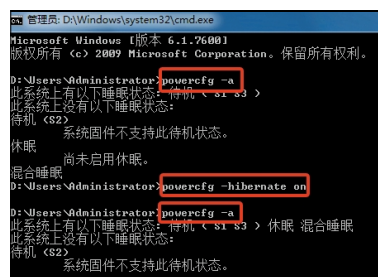 管理员: D:\Windows\system32\cmd.exe
Microsoft Windows [版本 6.1.7600]
版权所有 (c) 2009 Microsoft Corporation。保留所有权利。
D:\Users\Administrator>powercfg -a
此系统上有以下睡眠状态: 待机 ( S1 S3 )
此系统上没有以下睡眠状态:
待机 (S2)
系统固件不支持此待机状态。
休眠
尚未启用休眠。
混合睡眠
D:\Users\Administrator>powercfg -hibernate on
D:\Users\Administrator>powercfg -a
此系统上有以下睡眠状态: 待机 ( S1 S3 ) 休眠 混合睡眠
此系统上没有以下睡眠状态:
待机 (S2)
系统固件不支持此待机状态。